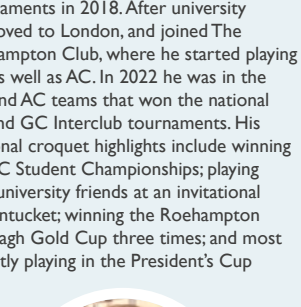 aments in 2018. After university
oved to London, and joined The
ampton Club, where he started playing
s well as AC. In 2022 he was in the
nd AC teams that won the national
nd GC Interclub tournaments. His
nal croquet highlights include winning
C Student Championships; playing
university friends at an invitational
ntucket; winning the Roehampton
agh Gold Cup three times; and most
tly playing in the President's Cup